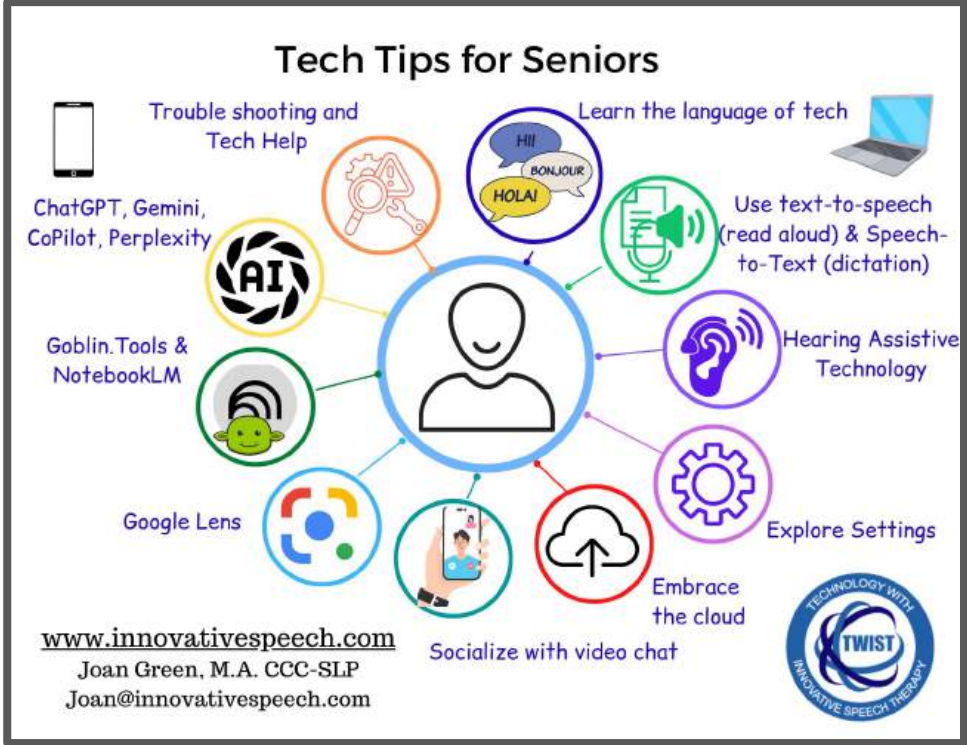 Tech Tips for Seniors
Trouble shooting and
Tech Help
Learn the language of tech
HI!
BONJOUR
HOLA!
ChatGPT, Gemini,
CoPilot, Perplexity
AI
Use text-to-speech
(read aloud) & Speech-
to-Text (dictation)
Goblin.Tools &
NotebookLM
Hearing Assistive
Technology
Google Lens
Explore Settings
Embrace
the cloud
Socialize with video chat
www.innovativespeech.com
Joan Green, M.A. CCC-SLP
Joan@innovativespeech.com
TECHNOLOGY WITH
TWIST
INNOVATIVE SPEECH THERAPY